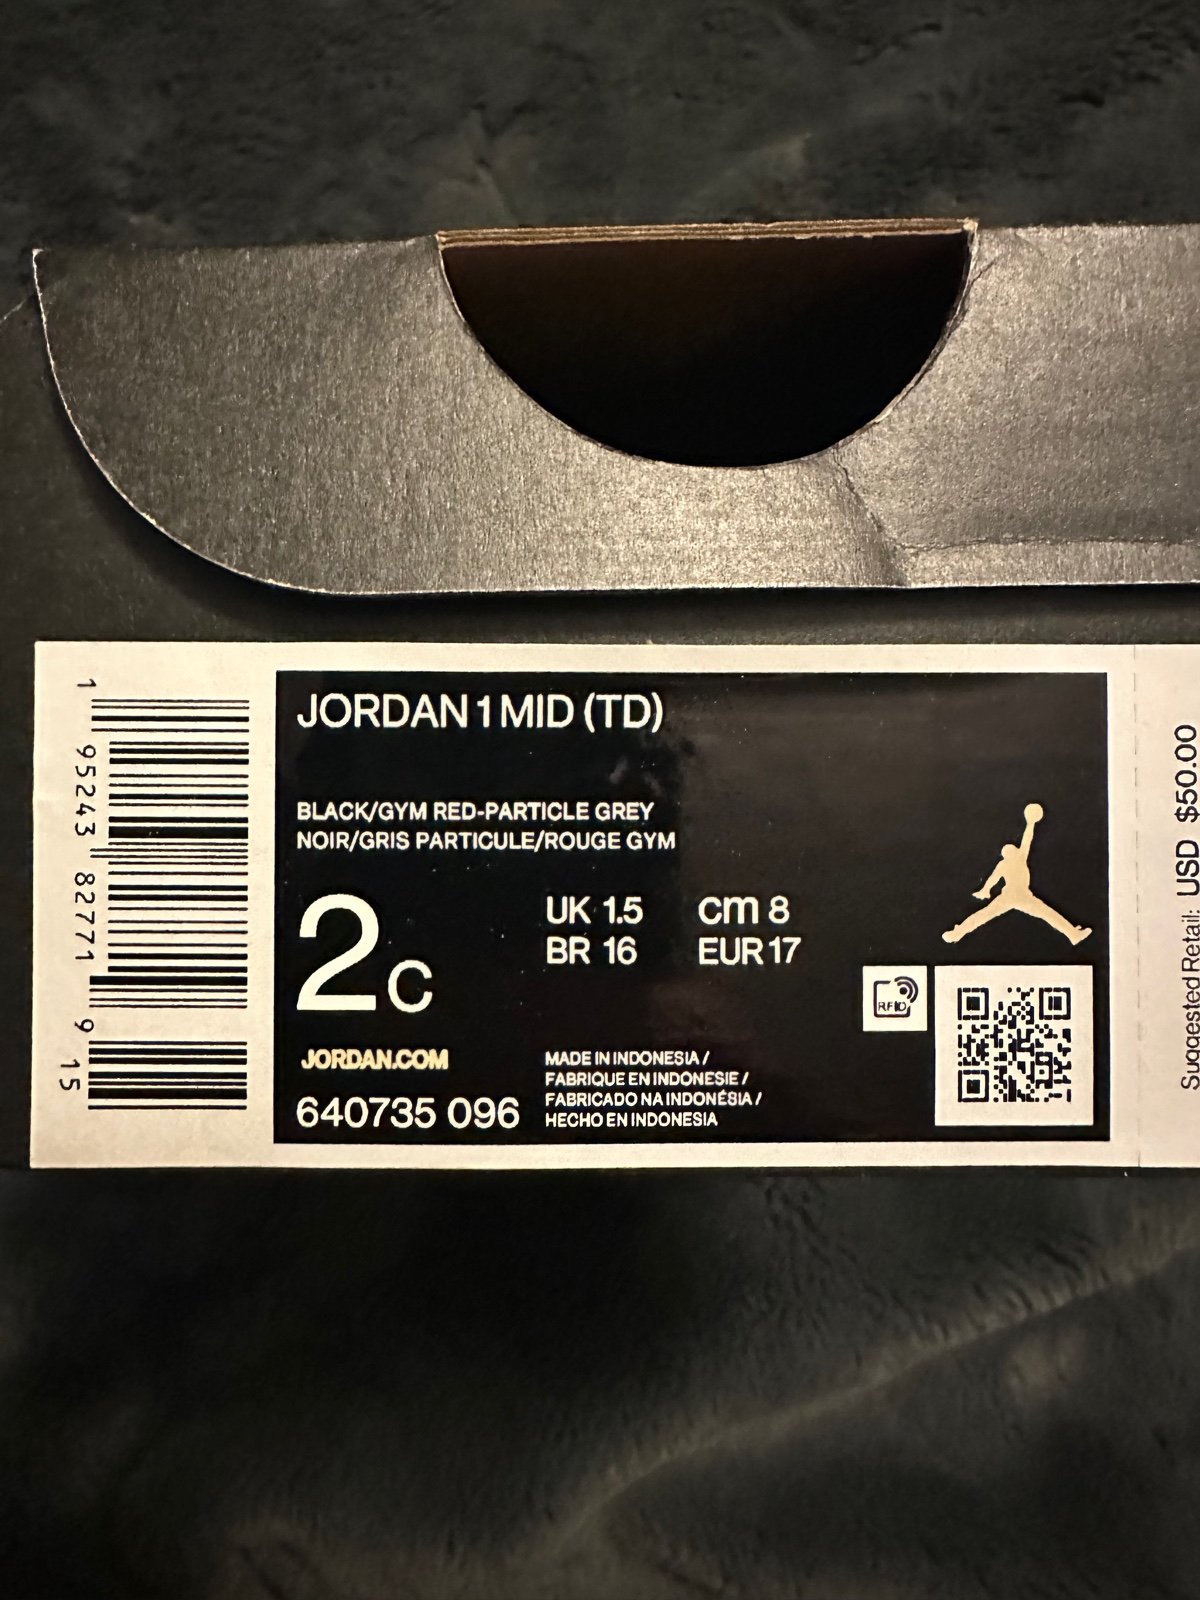 JORDAN 1 MID (TD)
BLACK/GYM RED-PARTICLE GREY
NOIR/GRIS PARTICULE/ROUGE GYM
2C
UK 1.5
cm 8
BR 16
EUR 17
JORDAN.COM
640735 096
MADE IN INDONESIA /
FABRIQUE EN INDONESIE /
FABRICADO NA INDONÉSIA /
HECHO EN INDONESIA
RFID
1 95243 82771 9 15
Suggested Retail: USD $50.00